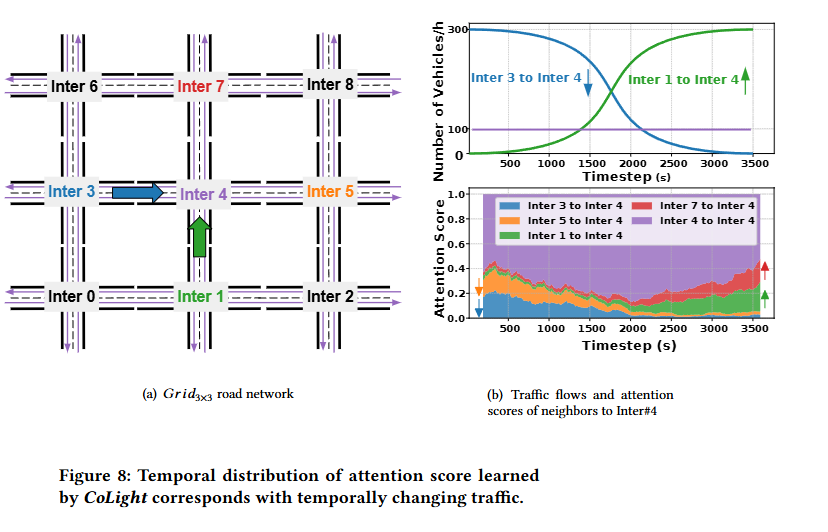 Inter 6
Inter 7
Inter 8
Inter 3
Inter 4
Inter 5
Inter 0
Inter 1
Inter 2
(a) Grid3×3 road network
Number of Vehicles/h
300
100
0
Inter 3 to Inter 4
Inter 1 to Inter 4
500 1000 1500 2000 2500 3000 3500
Timestep (s)
Attention Score
1.0
0.8
0.6
0.4
0.2
0.0
Inter 3 to Inter 4
Inter 5 to Inter 4
Inter 1 to Inter 4
Inter 7 to Inter 4
Inter 4 to Inter 4
500 1000 1500 2000 2500 3000 3500
Timestep (s)
(b) Traffic flows and attention
scores of neighbors to Inter#4
Figure 8: Temporal distribution of attention score learned
by CoLight corresponds with temporally changing traffic.